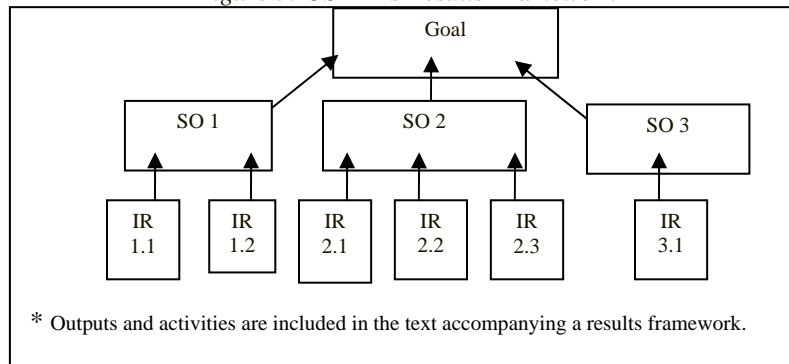 Goal
SO 1
SO 2
SO 3
IR
1.1
IR
1.2
IR
2.1
IR
2.2
IR
2.3
IR
3.1
* Outputs and activities are included in the text accompanying a results framework.